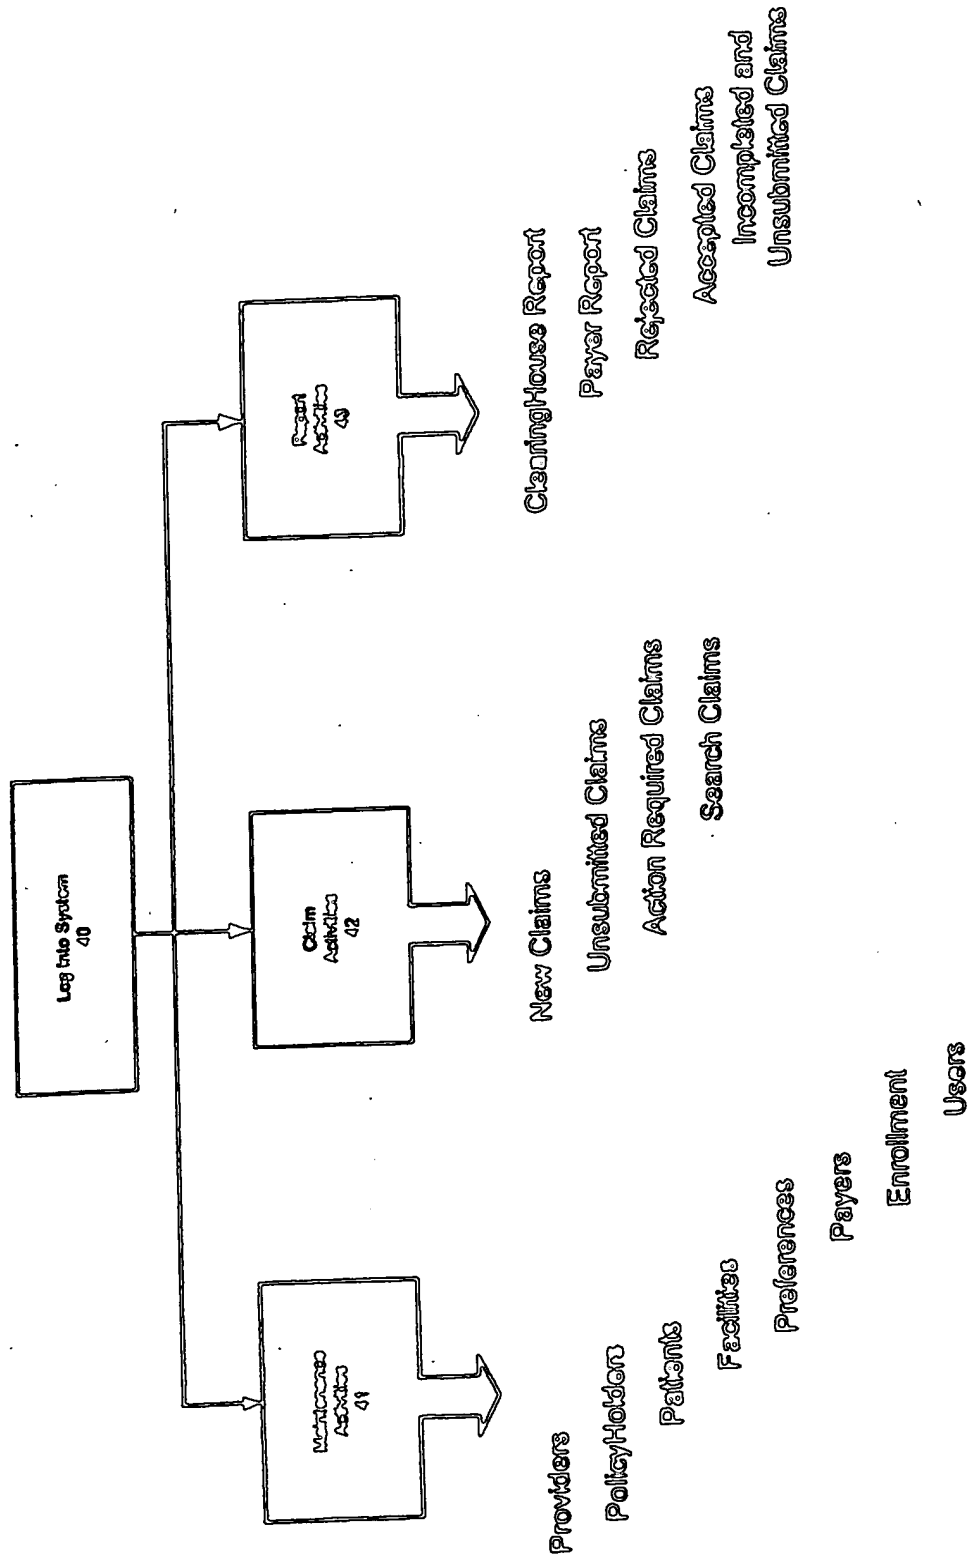 Log Into System
40
Maintenance
Activities
41
Claim
Activities
42
Report
Activities
43
Providers
PolicyHolders
Patients
Facilities
Preferences
Payers
Enrollment
Users
New Claims
Unsubmitted Claims
Action Required Claims
Search Claims
ClearingHouse Report
Payer Report
Rejected Claims
Accepted Claims
Incompleted and
Unsubmitted Claims